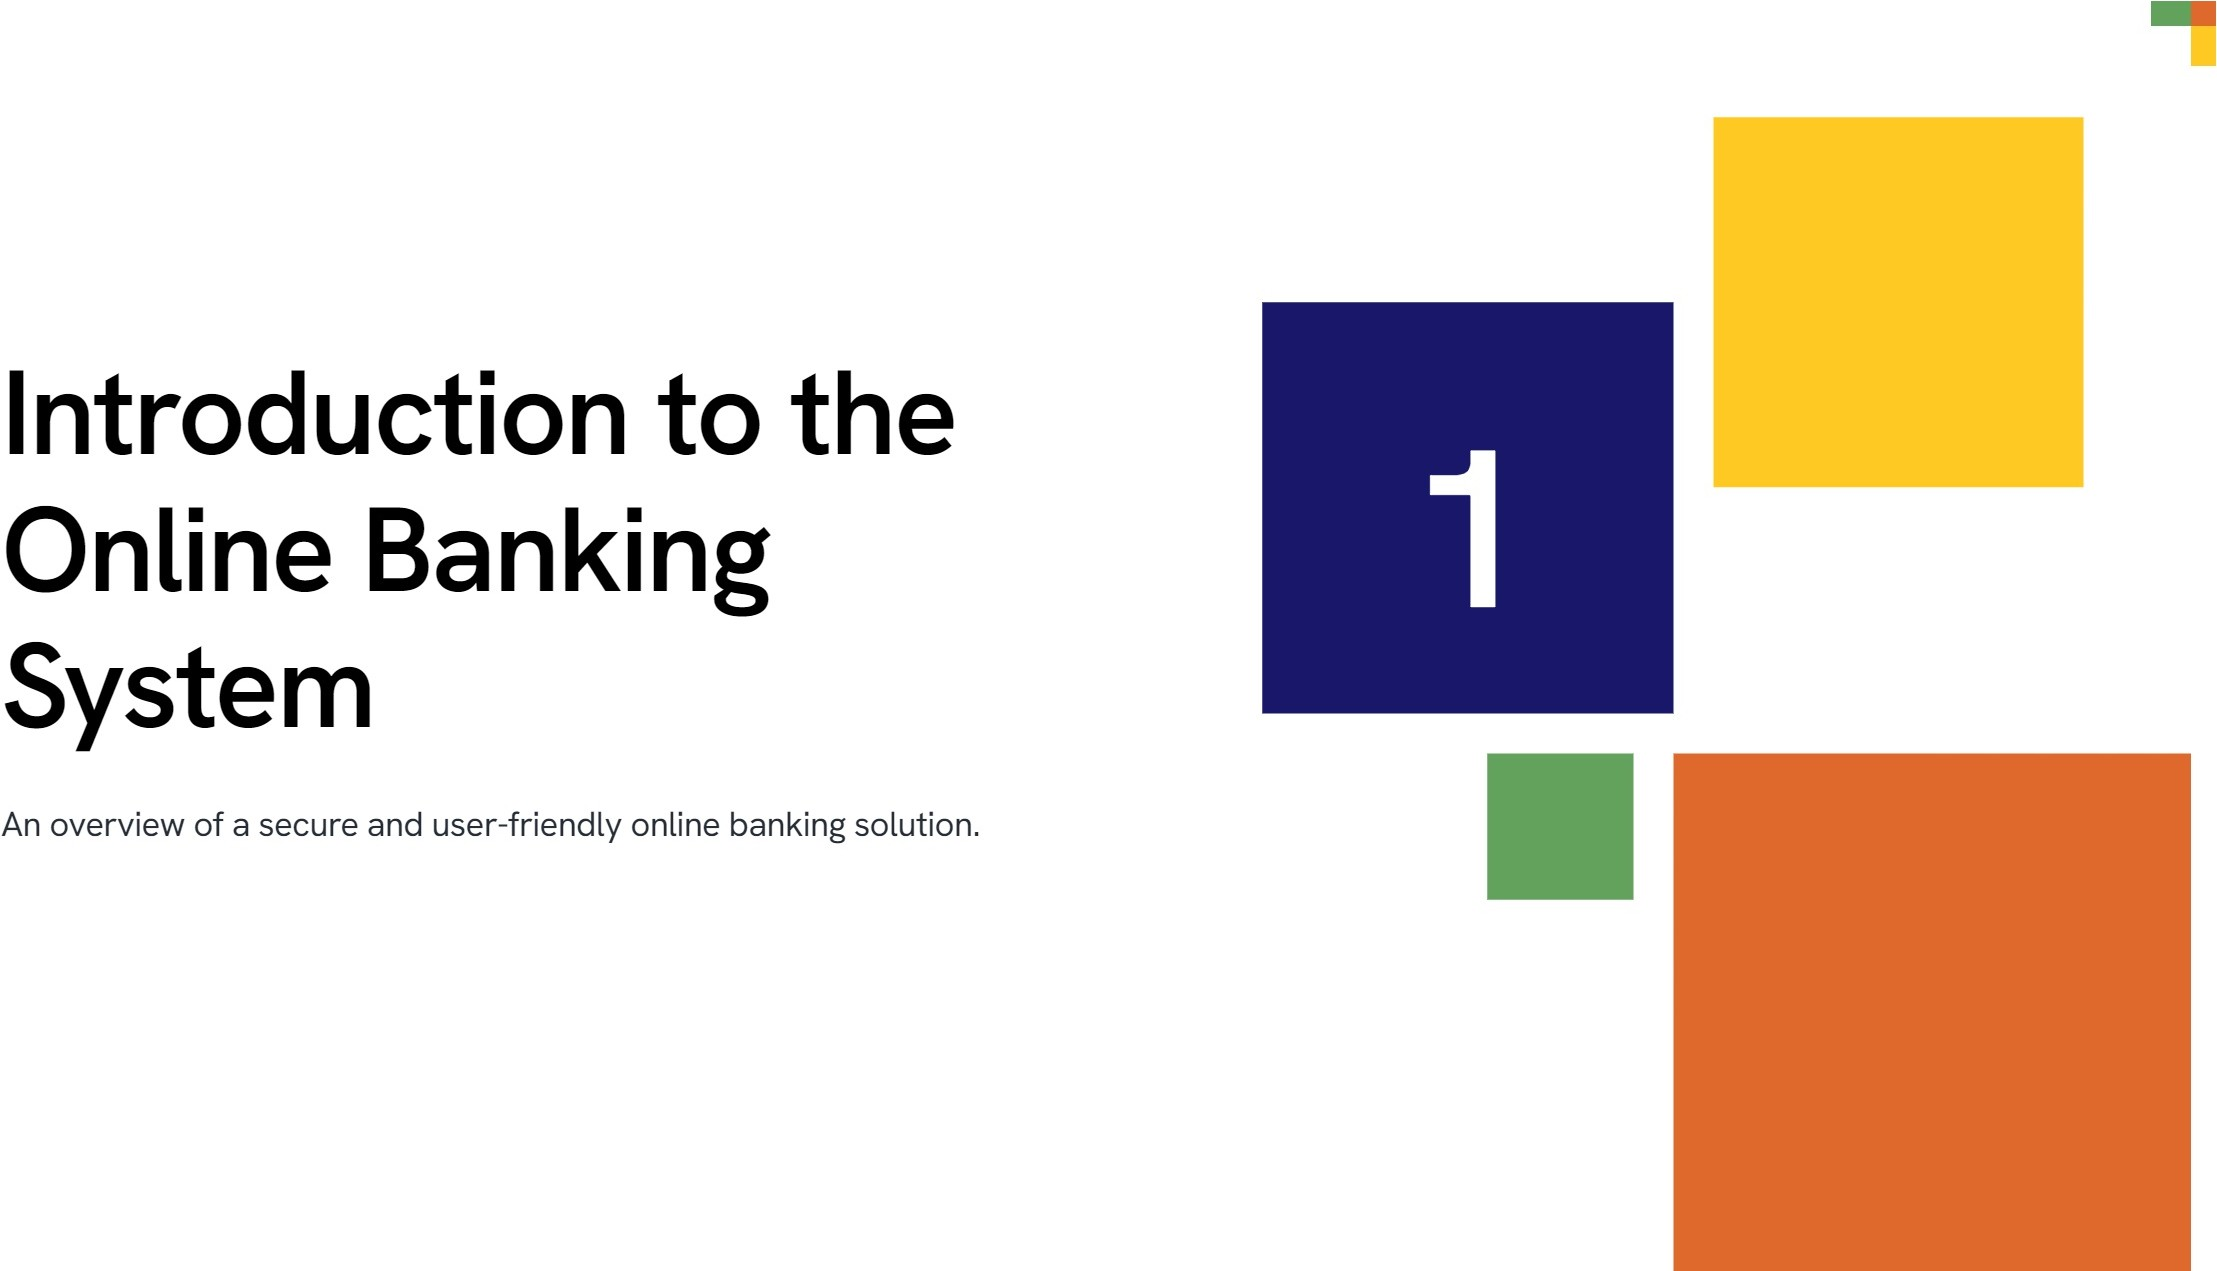 Introduction to the
Online Banking
System
An overview of a secure and user-friendly online banking solution.
1